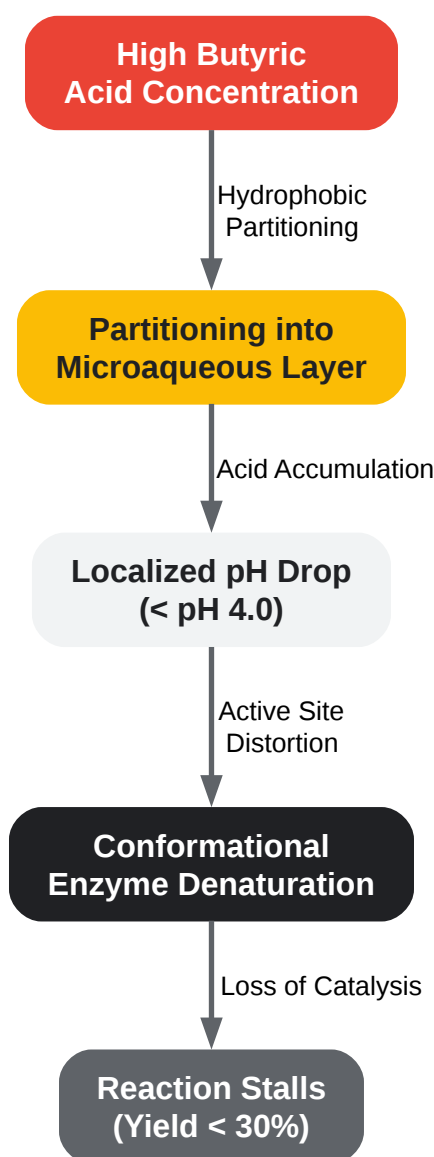 High Butyric
Acid Concentration
Hydrophobic
Partitioning
Partitioning into
Microaqueous Layer
Acid Accumulation
Localized pH Drop
(< pH 4.0)
Active Site
Distortion
Conformational
Enzyme Denaturation
Loss of Catalysis
Reaction Stalls
(Yield < 30%)